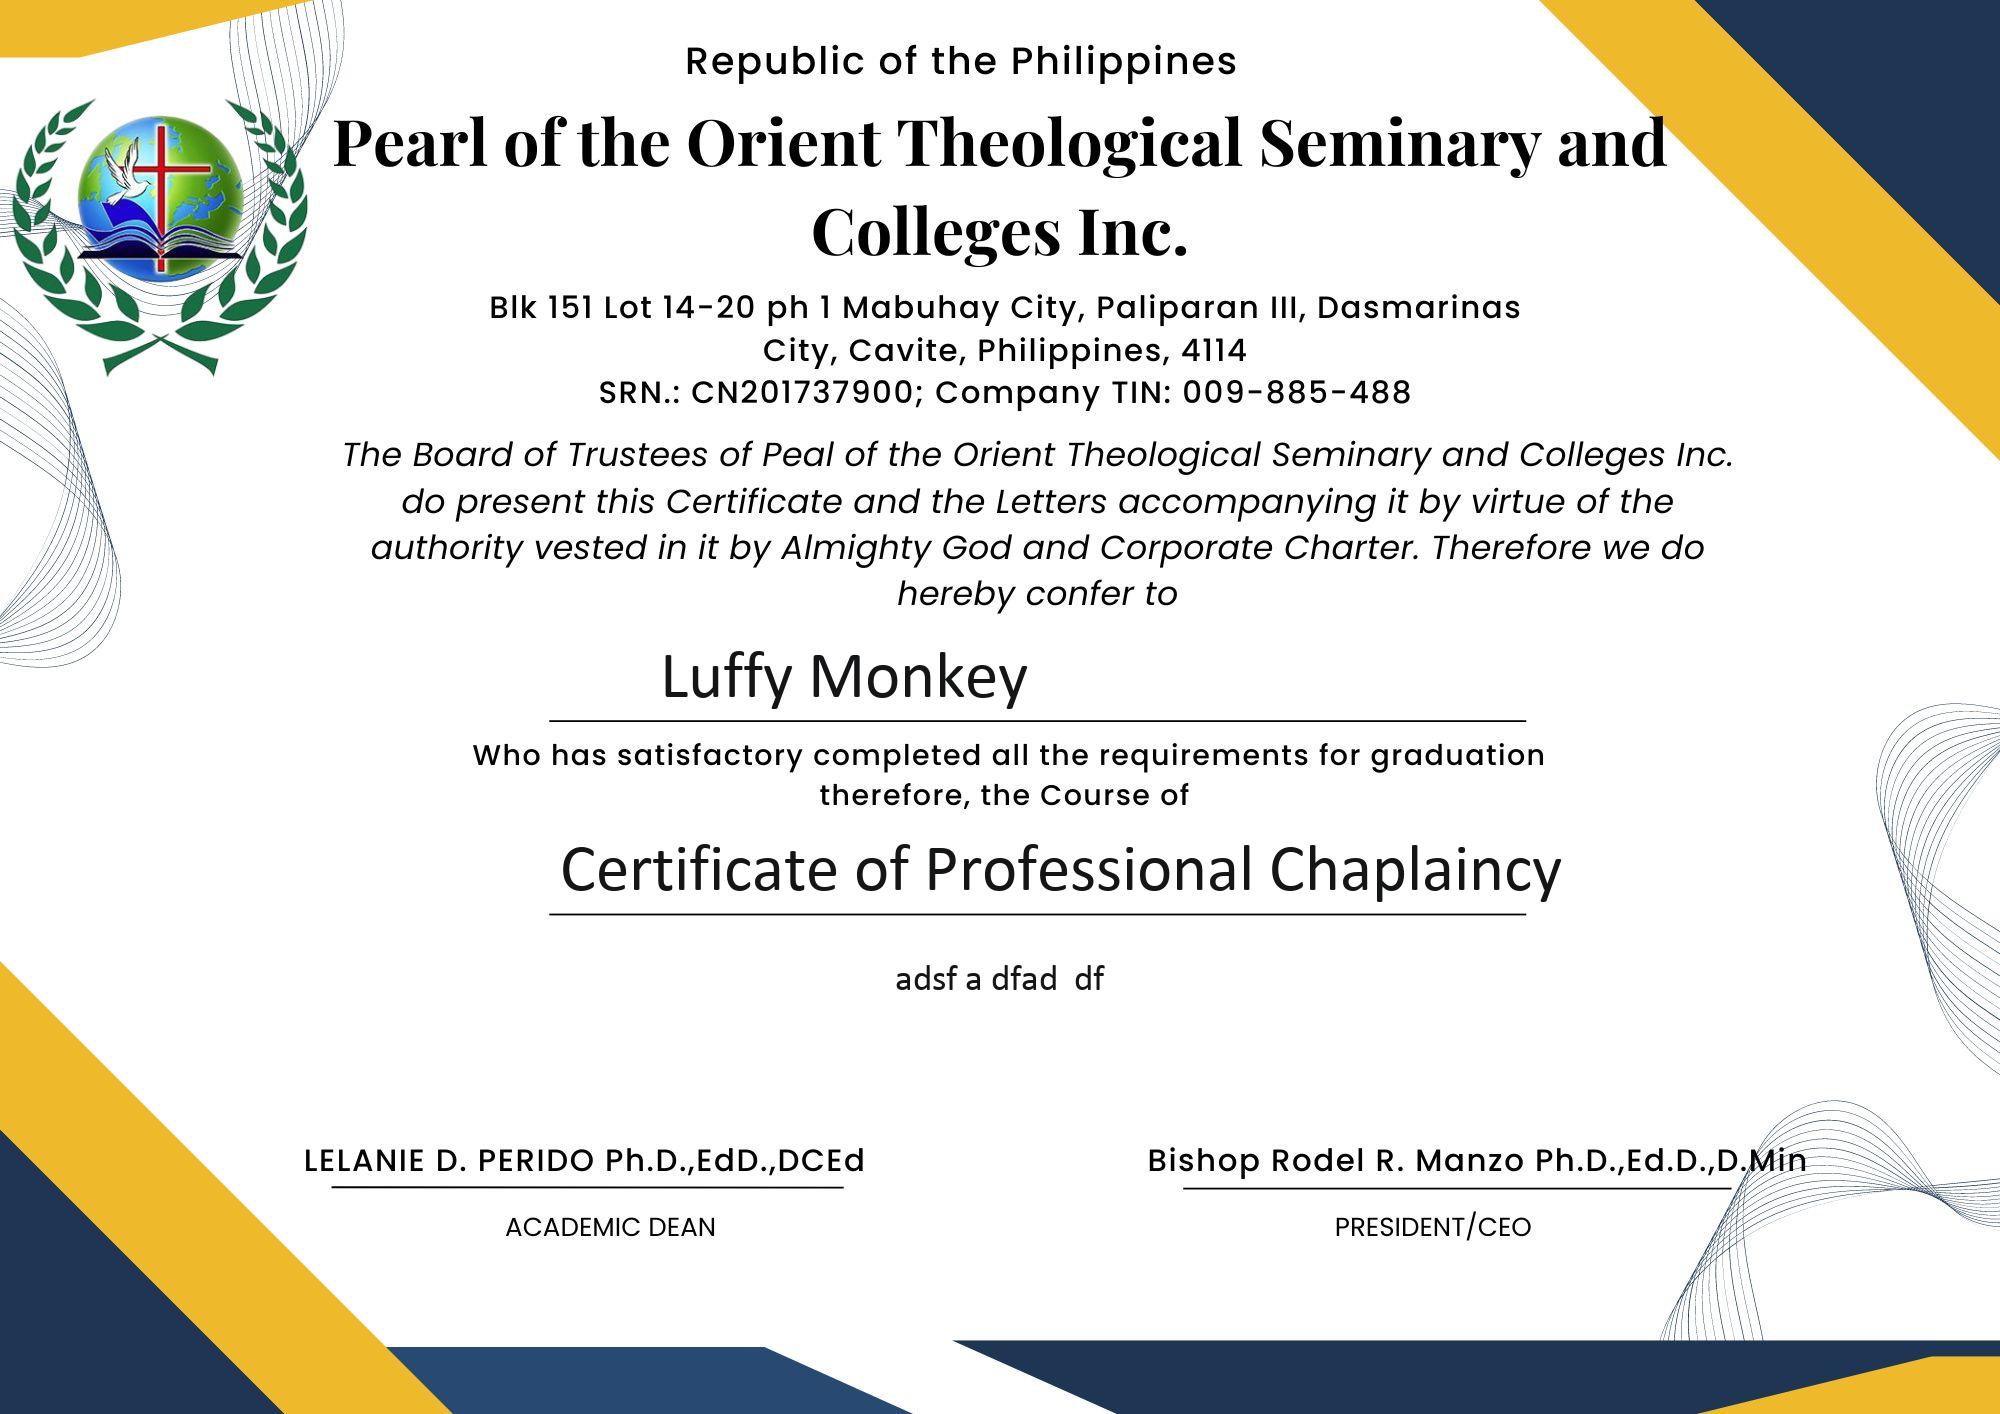 Republic of the Philippines
Pearl of the Orient Theological Seminary and
Colleges Inc.
Blk 151 Lot 14-20 ph 1 Mabuhay City, Paliparan III, Dasmarinas
City, Cavite, Philippines, 4114
SRN.: CN201737900; Company TIN: 009-885-488
The Board of Trustees of Peal of the Orient Theological Seminary and Colleges Inc.
do present this Certificate and the Letters accompanying it by virtue of the
authority vested in it by Almighty God and Corporate Charter. Therefore we do
hereby confer to
Luffy Monkey
Who has satisfactory completed all the requirements for graduation
therefore, the Course of
Certificate of Professional Chaplaincy
adsf a dfad  df
LELANIE D. PERIDO Ph.D.,EdD.,DCEd
ACADEMIC DEAN
Bishop Rodel R. Manzo Ph.D.,Ed.D.,D.Min
PRESIDENT/CEO